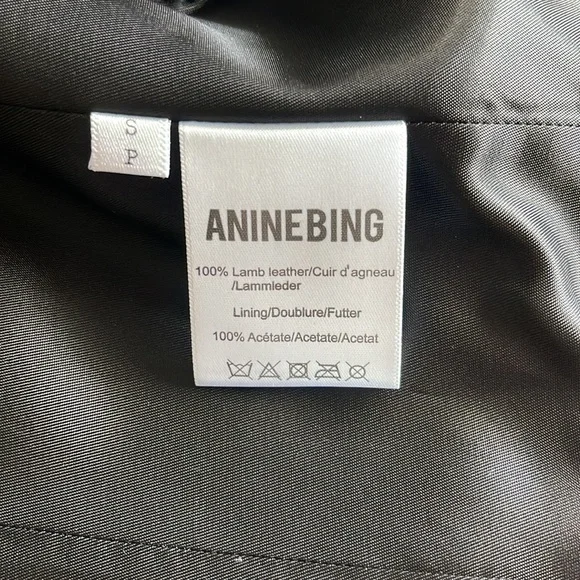 S
P
ANINEBING
100% Lamb leather/Cuir d'agneau
/Lammleder
Lining/Doublure/Futter
100% Acétate/Acetate/Acetat